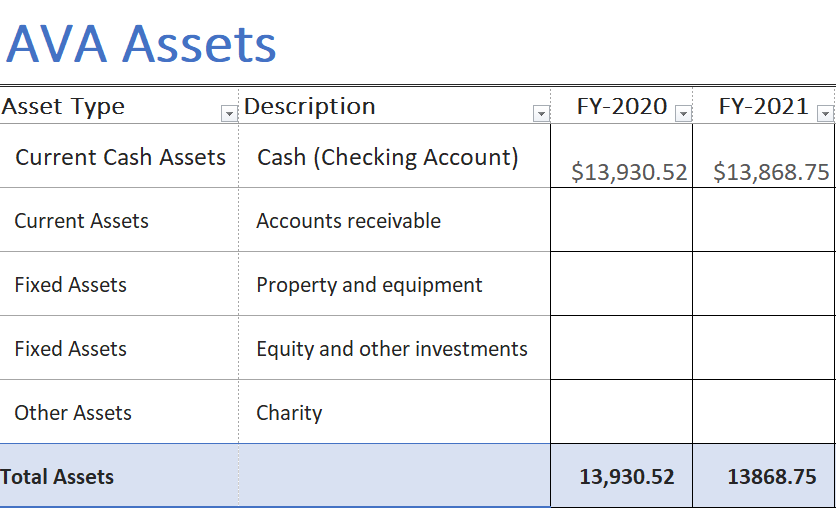 AVA Assets
Asset Type Description FY-2020 FY-2021
Current Cash Assets Cash (Checking Account) $13,930.52 $13,868.75
Current Assets Accounts receivable
Fixed Assets Property and equipment
Fixed Assets Equity and other investments
Other Assets Charity
Total Assets 13,930.52 13868.75